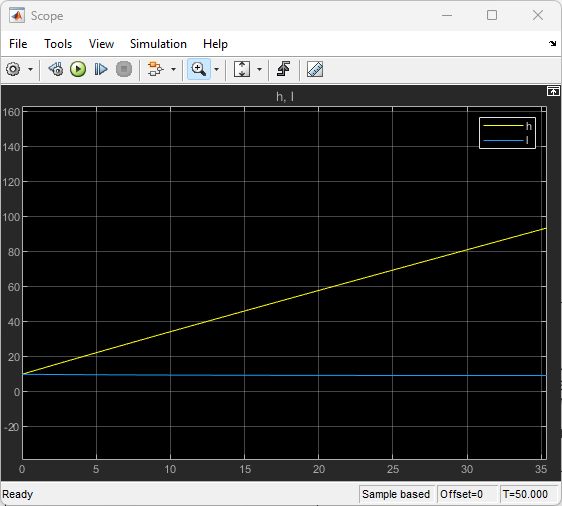 Scope
File Tools View Simulation Help
h, l
160
140
120
100
80
60
40
20
0
-20
0 5 10 15 20 25 30 35
h
l
Ready
Sample based Offset=0 T=50.000